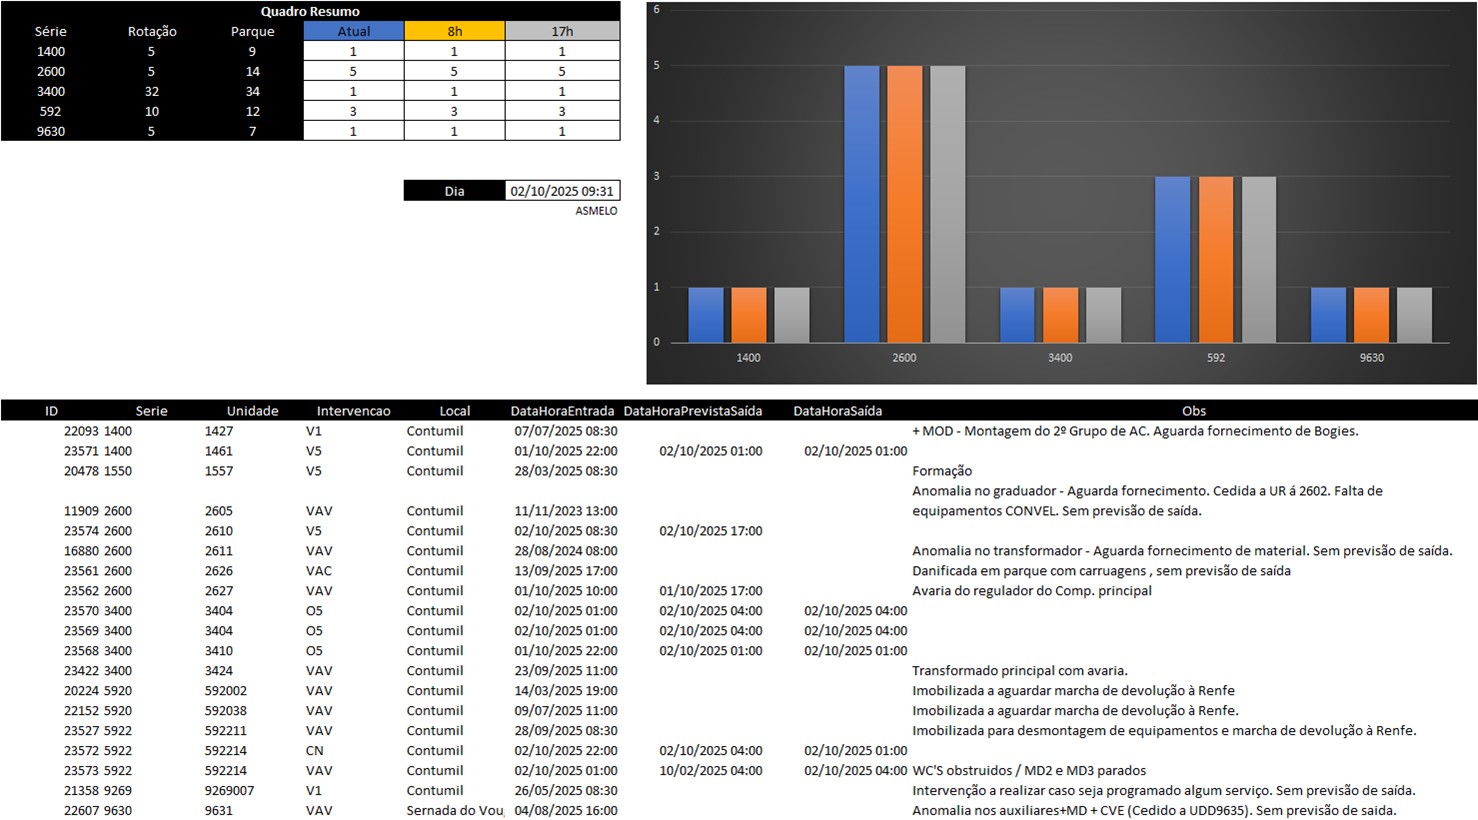 Quadro Resumo
Série Rotação Parque Atual 8h 17h
1400 5 9 1 1 1
2600 5 14 5 5 5
3400 32 34 1 1 1
592 10 12 3 3 3
9630 5 7 1 1 1
Dia 02/10/2025 09:31
ASMELO
6
5
4
3
2
1
0
1400 2600 3400 592 9630
ID Serie Unidade Intervencao Local DataHoraEntrada DataHoraPrevistaSaída DataHoraSaída Obs
22093 1400 1427 V1 Contumil 07/07/2025 08:30 + MOD - Montagem do 2º Grupo de AC. Aguarda fornecimento de Bogies.
23571 1400 1461 V5 Contumil 01/10/2025 22:00 02/10/2025 01:00 02/10/2025 01:00
20478 1550 1557 V5 Contumil 28/03/2025 08:30 Formação
Anomalia no graduador - Aguarda fornecimento. Cedida a UR á 2602. Falta de
11909 2600 2605 VAV Contumil 11/11/2023 13:00 equipamentos CONVEL. Sem previsão de saída.
23574 2600 2610 V5 Contumil 02/10/2025 08:30 02/10/2025 17:00
16880 2600 2611 VAV Contumil 28/08/2024 08:00 Anomalia no transformador - Aguarda fornecimento de material. Sem previsão de saída.
23561 2600 2626 VAC Contumil 13/09/2025 17:00 Danificada em parque com carruagens , sem previsão de saída
23562 2600 2627 VAV Contumil 01/10/2025 10:00 01/10/2025 17:00 Avaria do regulador do Comp. principal
23570 3400 3404 O5 Contumil 02/10/2025 01:00 02/10/2025 04:00 02/10/2025 04:00
23569 3400 3404 O5 Contumil 02/10/2025 01:00 02/10/2025 04:00 02/10/2025 04:00
23568 3400 3410 O5 Contumil 01/10/2025 22:00 02/10/2025 01:00 02/10/2025 01:00
23422 3400 3424 VAV Contumil 23/09/2025 11:00 Transformado principal com avaria.
20224 5920 592002 VAV Contumil 14/03/2025 19:00 Imobilizada a aguardar marcha de devolução à Renfe
22152 5920 592038 VAV Contumil 09/07/2025 11:00 Imobilizada a aguardar marcha de devolução à Renfe.
23527 5922 592211 VAV Contumil 28/09/2025 08:30 Imobilizada para desmontagem de equipamentos e marcha de devolução à Renfe.
23572 5922 592214 CN Contumil 02/10/2025 22:00 02/10/2025 04:00 02/10/2025 01:00
23573 5922 592214 VAV Contumil 02/10/2025 01:00 10/02/2025 04:00 02/10/2025 04:00 WC'S obstruidos / MD2 e MD3 parados
21358 9269 9269007 V1 Contumil 26/05/2025 08:30 Intervenção a realizar caso seja programado algum serviço. Sem previsão de saída.
22607 9630 9631 VAV Sernada do Vou 04/08/2025 16:00 Anomalia nos auxiliares+MD + CVE (Cedido a UDD9635). Sem previsão de saida.